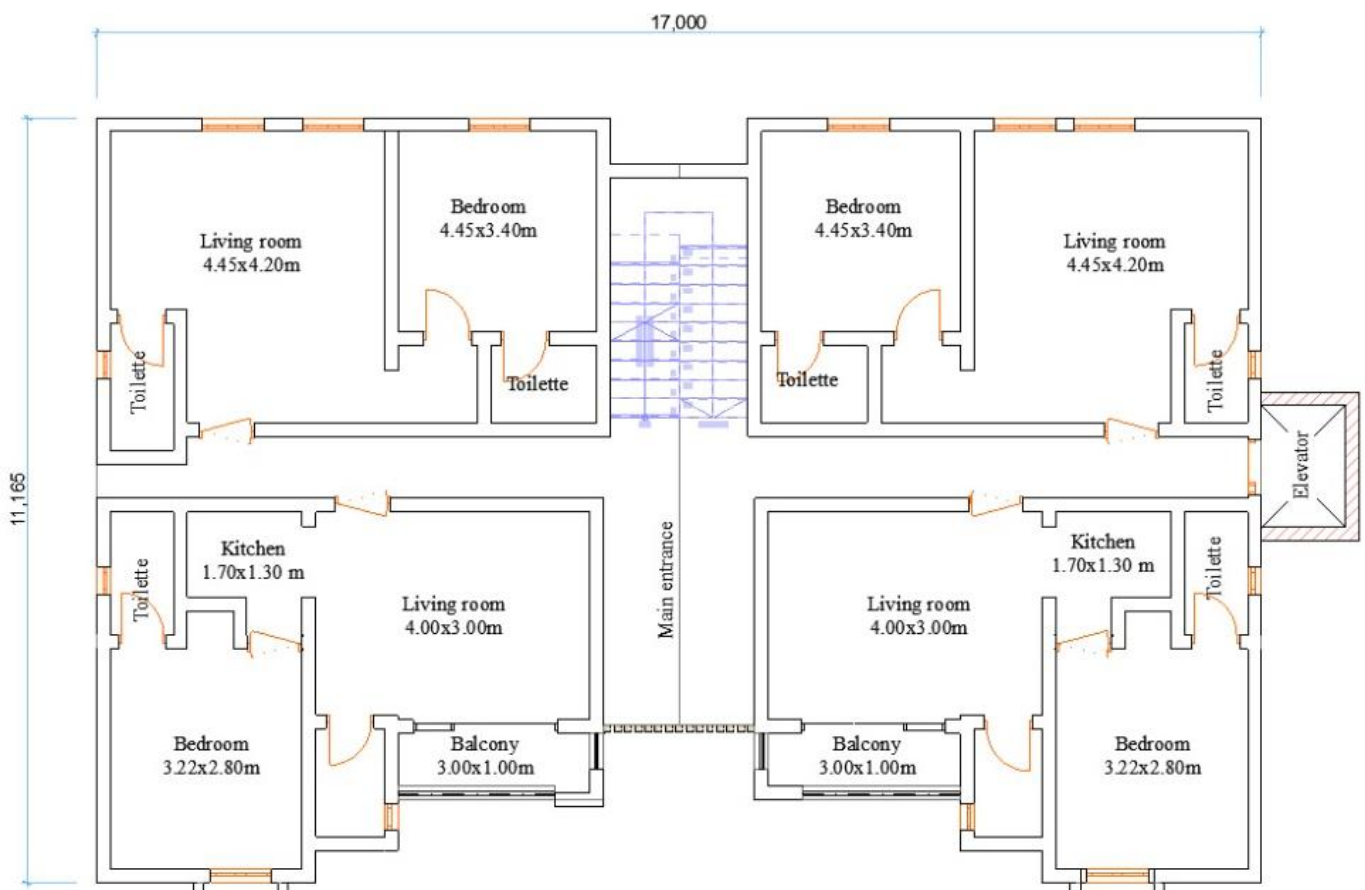 17,000
Bedroom
4.45x3.40m
Bedroom
4.45x3.40m
Living room
4.45x4.20m
Living room
4.45x4.20m
Toilette
Toilette
Toilette
Toilette
Elevator
11,165
Kitchen
1.70x1.30 m
Kitchen
1.70x1.30 m
Toilette
Toilette
Main entrance
Living room
4.00x3.00m
Living room
4.00x3.00m
Bedroom
3.22x2.80m
Balcony
3.00x1.00m
Balcony
3.00x1.00m
Bedroom
3.22x2.80m